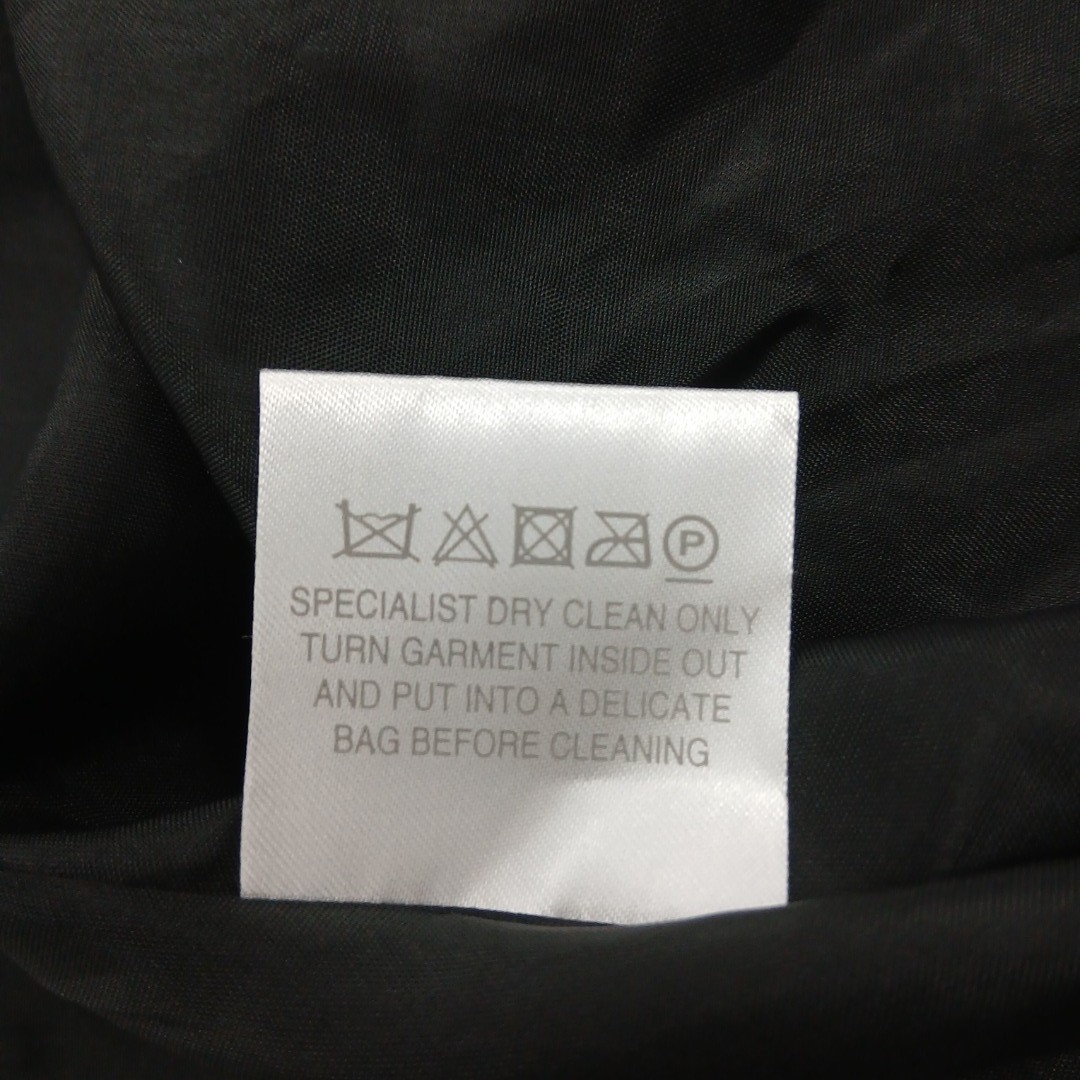 P
SPECIALIST DRY CLEAN ONLY
TURN GARMENT INSIDE OUT
AND PUT INTO A DELICATE
BAG BEFORE CLEANING